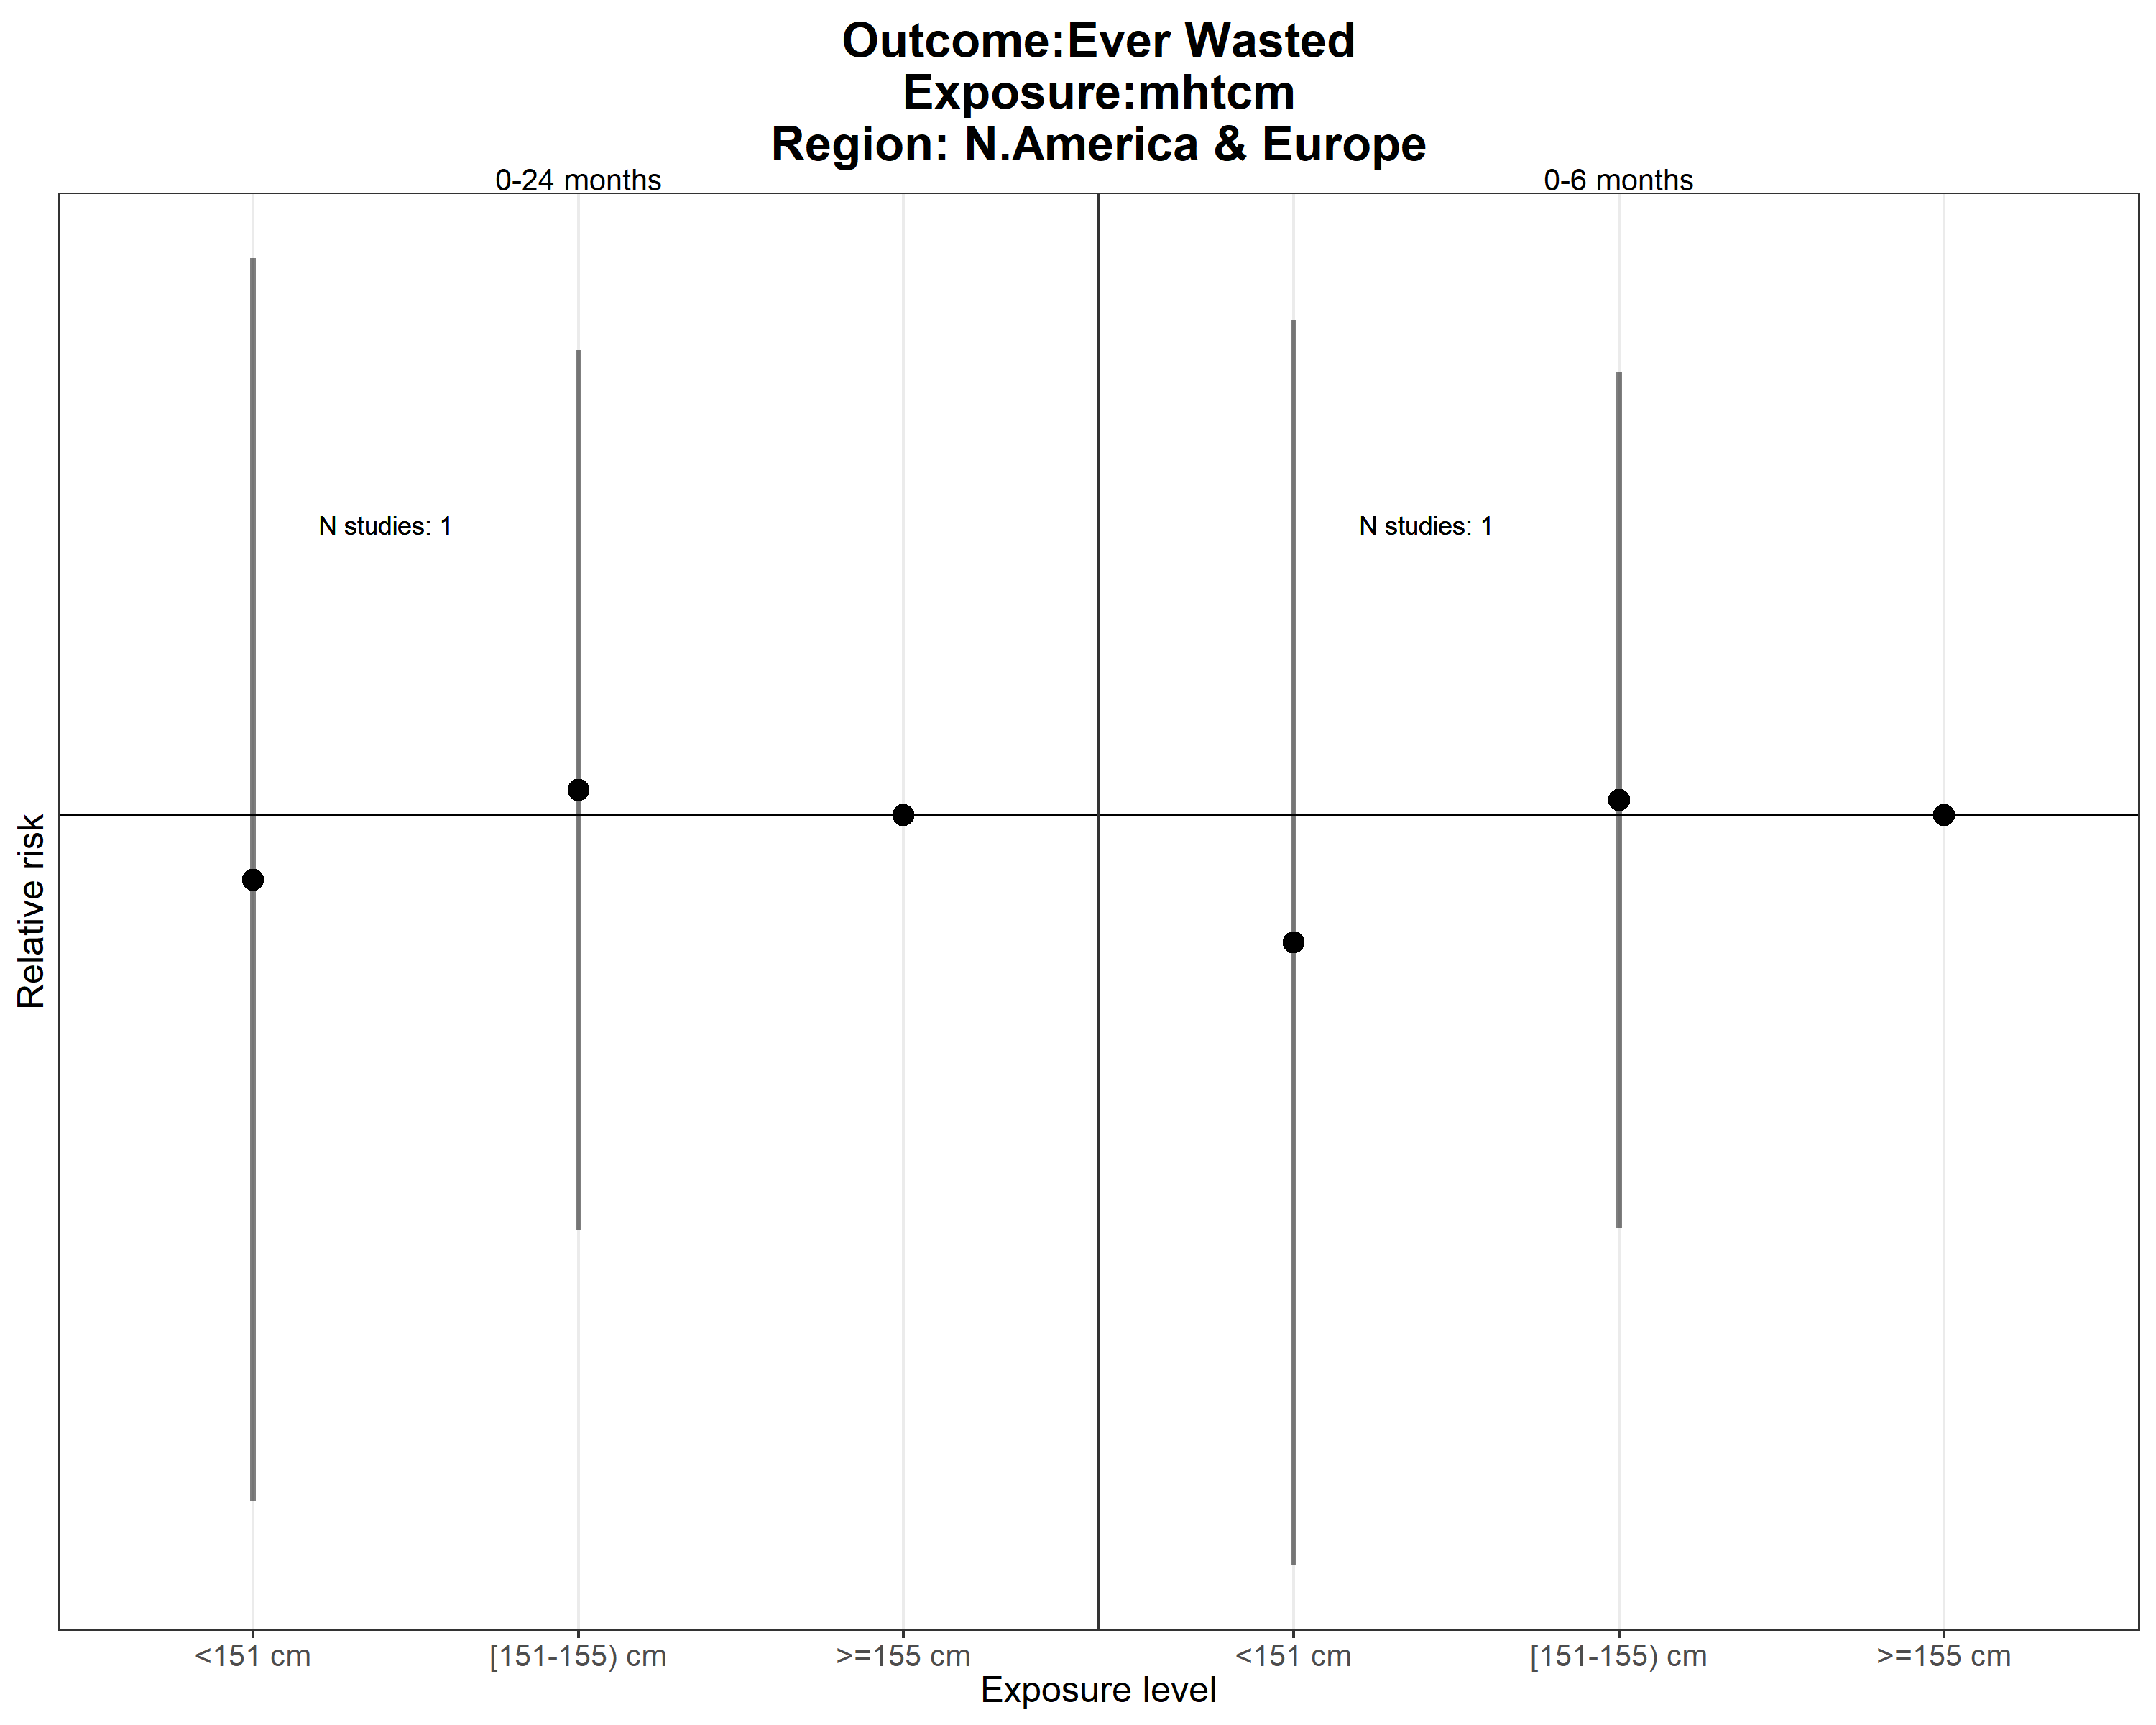 Outcome:Ever Wasted
Exposure:mhtcm
Region: N.America & Europe
0-24 months
0-6 months
N studies: 1
N studies: 1
Relative risk
<151 cm
[151-155) cm
>=155 cm
<151 cm
[151-155) cm
>=155 cm
Exposure level